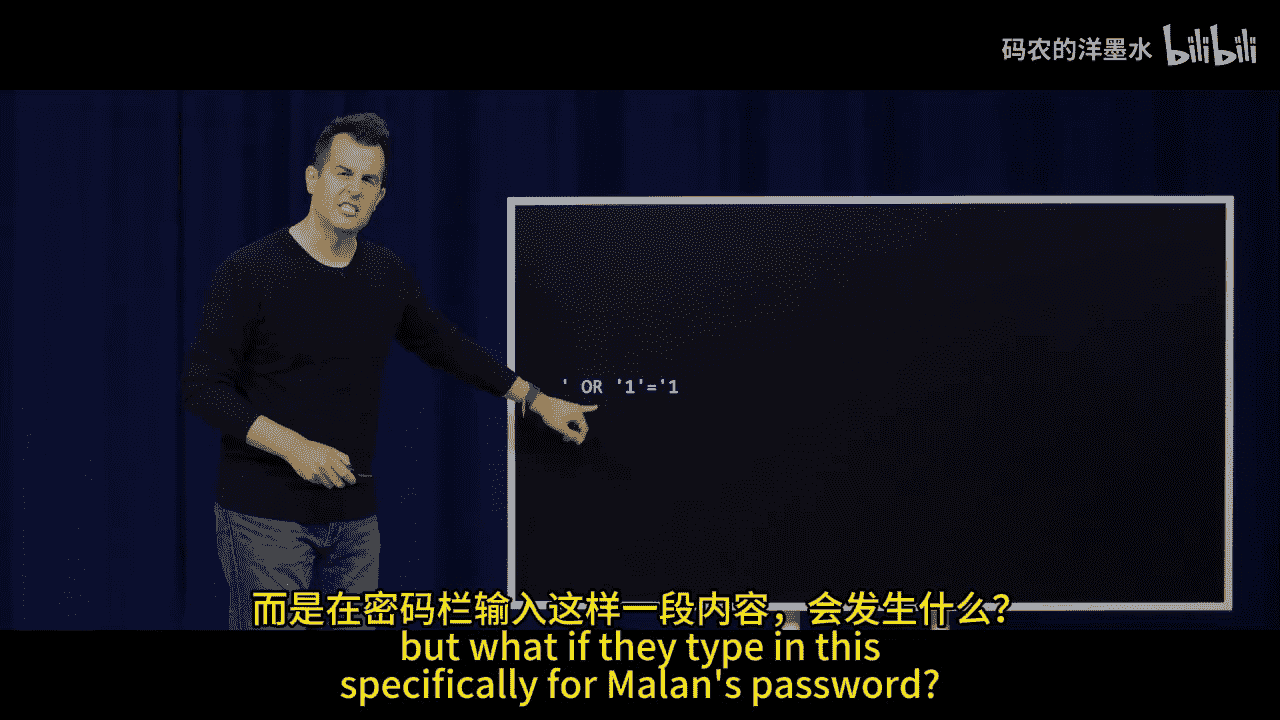 码农的洋墨水 bilibili
' OR '1'='1
而是在密码栏输入这样一段内容，会发生什么？
but what if they type in this
specifically for Malan's password?